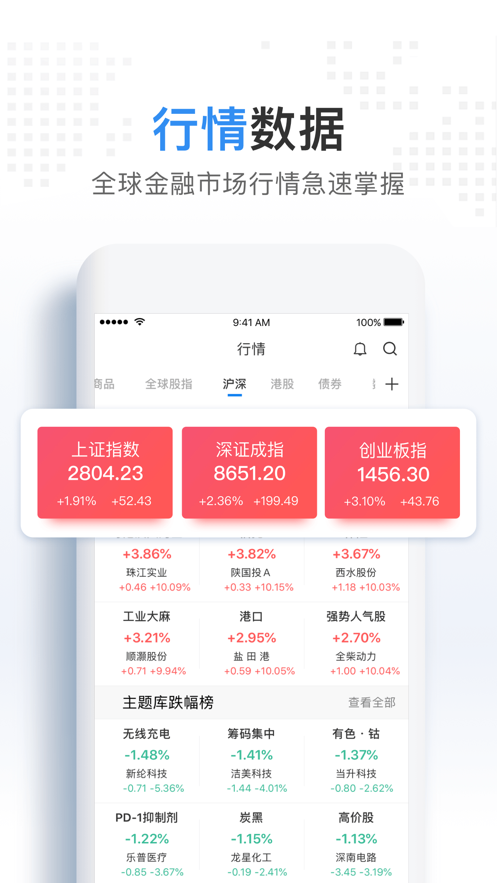 行情数据
全球金融市场行情急速掌握
9:41 AM 100%
行情
商品 全球股指 沪深 港股 债券
上证指数 深证成指 创业板指
2804.23 8651.20 1456.30
+1.91% +52.43 +2.36% +199.49 +3.10% +43.76
+3.86% +3.82% +3.67%
珠江实业 陕国投A 西水股份
+0.46 +10.09% +0.33 +10.15% +1.18 +10.03%
工业大麻 港口 强势人气股
+3.21% +2.95% +2.70%
顺灏股份 盐田港 全柴动力
+0.71 +9.94% +0.59 +10.05% +1.00 +10.04%
主题库跌幅榜 查看全部
无线充电 筹码集中 有色·钴
-1.48% -1.41% -1.37%
新纶科技 洁美科技 当升科技
-0.71 -5.36% -1.44 -4.01% -0.80 -2.62%
PD-1抑制剂 炭黑 高价股
-1.22% -1.15% -1.13%
乐普医疗 龙星化工 深南电路
-0.85 -3.67% -0.19 -2.41% -3.45 -3.19%